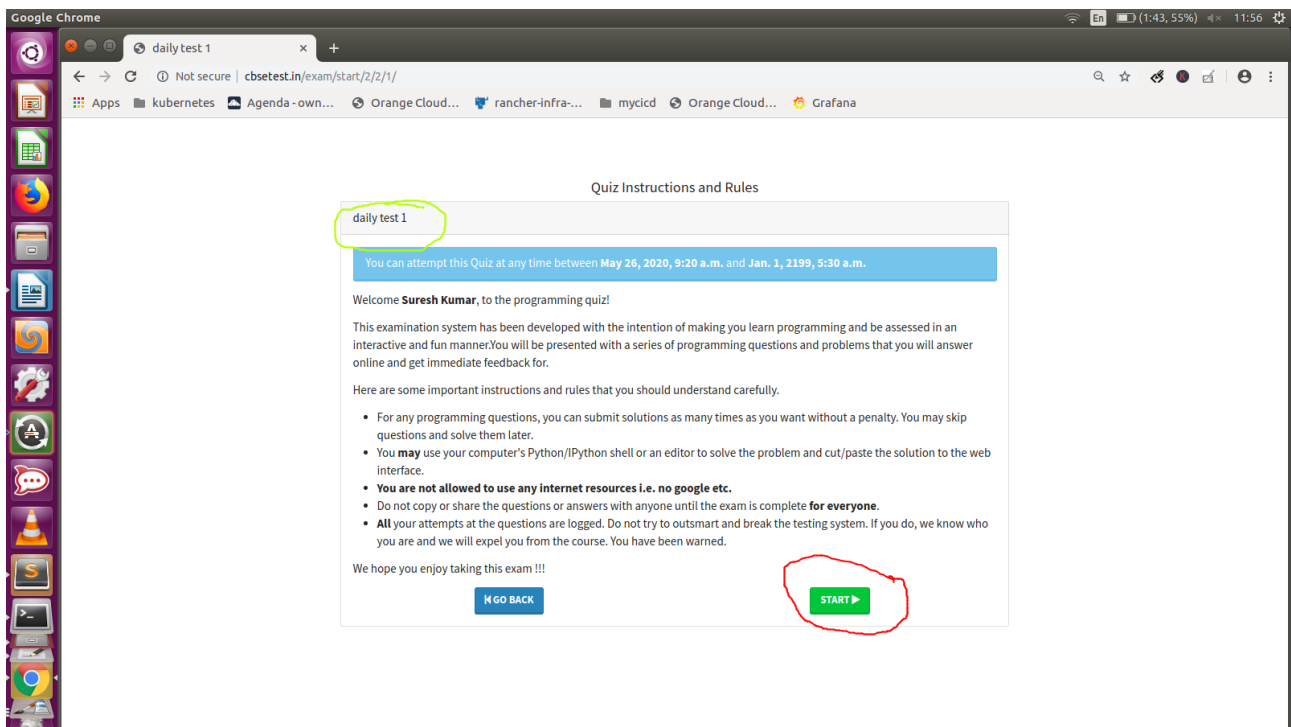 Google Chrome
En (1:43, 55%) 11:56
daily test 1
Not secure | cbsetest.in/exam/start/2/2/1/
Apps kubernetes Agenda - own... Orange Cloud... rancher-infra-... mycicd Orange Cloud... Grafana
Quiz Instructions and Rules
daily test 1
You can attempt this Quiz at any time between May 26, 2020, 9:20 a.m. and Jan. 1, 2199, 5:30 a.m.
Welcome Suresh Kumar, to the programming quiz!
This examination system has been developed with the intention of making you learn programming and be assessed in an
interactive and fun manner.You will be presented with a series of programming questions and problems that you will answer
online and get immediate feedback for.
Here are some important instructions and rules that you should understand carefully.
• For any programming questions, you can submit solutions as many times as you want without a penalty. You may skip
questions and solve them later.
• You may use your computer's Python/IPython shell or an editor to solve the problem and cut/paste the solution to the web
interface.
• You are not allowed to use any internet resources i.e. no google etc.
• Do not copy or share the questions or answers with anyone until the exam is complete for everyone.
• All your attempts at the questions are logged. Do not try to outsmart and break the testing system. If you do, we know who
you are and we will expel you from the course. You have been warned.
We hope you enjoy taking this exam !!!
GO BACK START